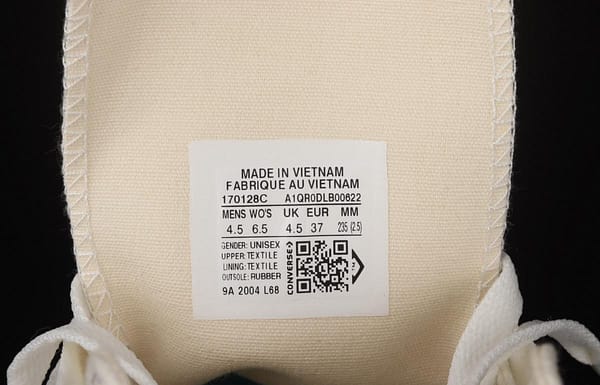 MADE IN VIETNAM
FABRIQUE AU VIETNAM
170128C A1QR0DLB00622
MENS WO'S UK EUR MM
4.5 6.5 4.5 37 235 (2.5)
GENDER: UNISEX
UPPER: TEXTILE
LINING: TEXTILE
OUTSOLE: RUBBER
9A 2004 L68
CONVERSE